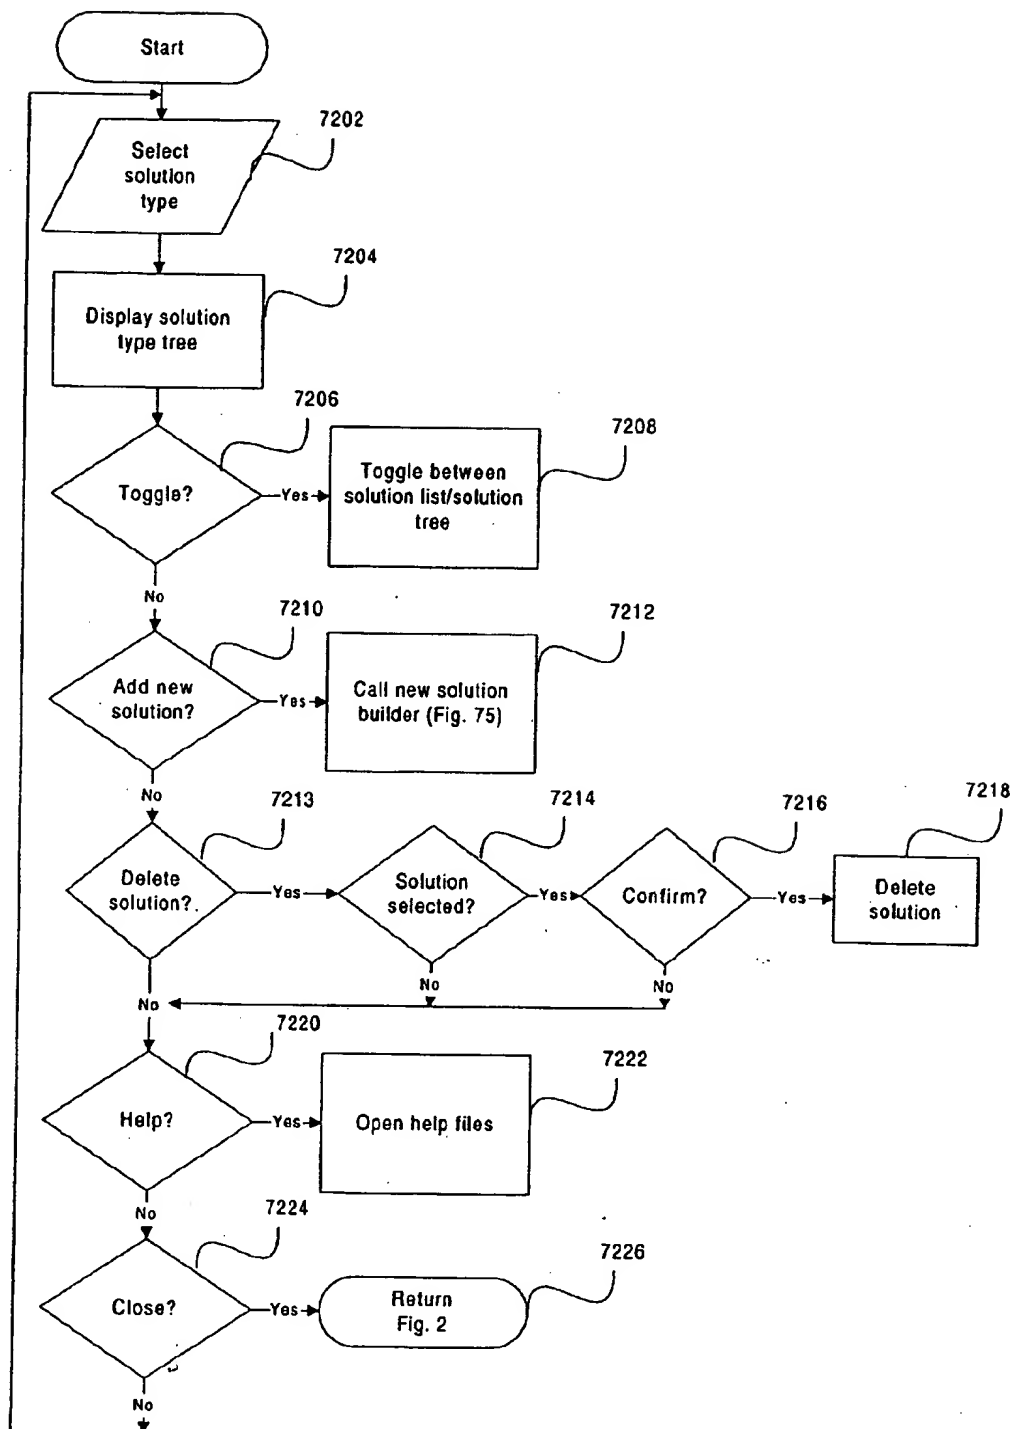 Start
7202
Select
solution
type
7204
Display solution
type tree
7206
Toggle?
Yes
7208
Toggle between
solution list/solution
tree
No
7210
Add new
solution?
Yes
7212
Call new solution
builder (Fig. 75)
No
7213
Delete
solution?
Yes
7214
Solution
selected?
Yes
7216
Confirm?
Yes
7218
Delete
solution
No
No
No
7220
Help?
Yes
7222
Open help files
No
7224
Close?
Yes
7226
Return
Fig. 2
No